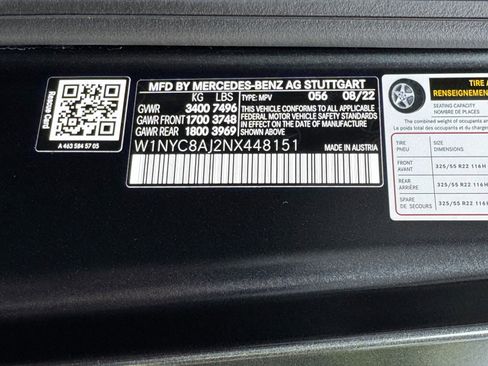 Rescue Card
A 463 584 57 05
MFD BY MERCEDES-BENZ AG STUTTGART
KG LBS TYPE: MPV 056 08/22
GVWR 3400 7496
GAWR FRONT 1700 3748
GAWR REAR 1800 3969
THIS VEHICLE CONFORMS TO ALL APPLICABLE
FEDERAL MOTOR VEHICLE SAFETY STANDARDS
IN EFFECT ON THE DATE OF
MANUFACTURE SHOWN ABOVE.
W1NYC8AJ2NX448151 MADE IN AUSTRIA
TIRE A
RENSEIGNEMEN
SEATING CAPACITY
NOMBRE DE PLACES
The combined weight of occupants and
La poids total des occupants et du
TIRE
PNEU
SIZE
DIMENSIONS
FRONT
AVANT
325/55 R22 116H
REAR
ARRIÈRE
325/55 R22 116H
SPARE
DE SECOURS
325/55 R22 116H